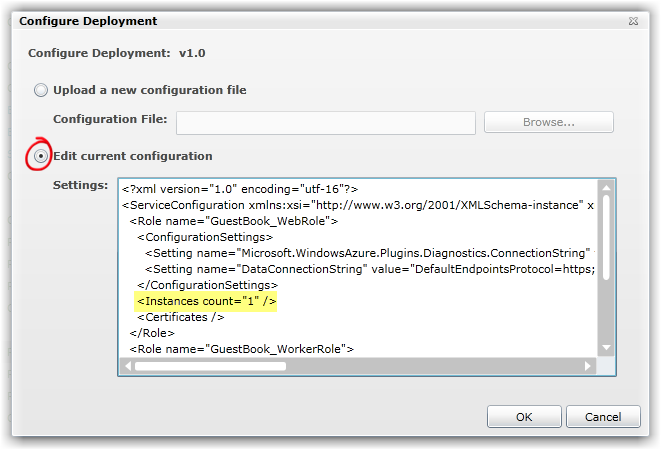 Configure Deployment
Configure Deployment: v1.0
Upload a new configuration file
Configuration File:
Browse...
Edit current configuration
Settings:
<?xml version="1.0" encoding="utf-16"?>
<ServiceConfiguration xmlns:xsi="http://www.w3.org/2001/XMLSchema-instance" x
<Role name="GuestBook_WebRole">
<ConfigurationSettings>
<Setting name="Microsoft.WindowsAzure.Plugins.Diagnostics.ConnectionString"
<Setting name="DataConnectionString" value="DefaultEndpointsProtocol=https;
</ConfigurationSettings>
<Instances count="1" />
<Certificates />
</Role>
<Role name="GuestBook_WorkerRole">
OK
Cancel